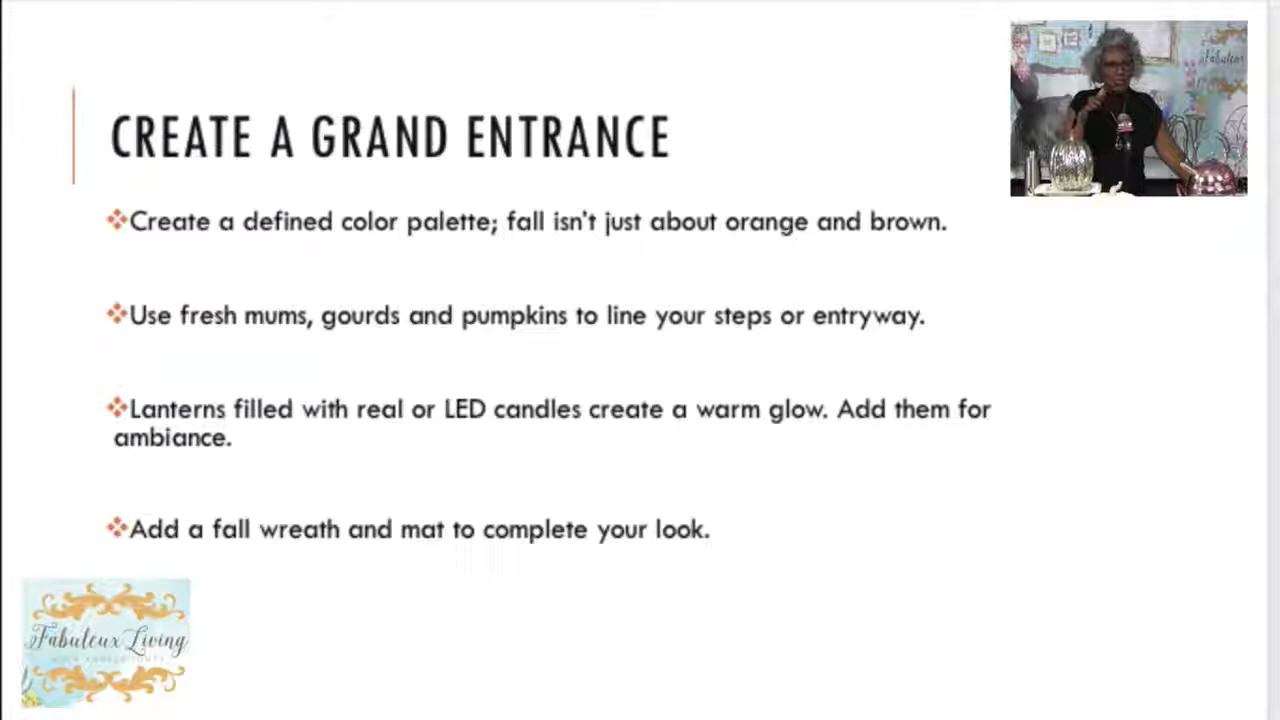 CREATE A GRAND ENTRANCE
❖Create a defined color palette; fall isn't just about orange and brown.
❖Use fresh mums, gourds and pumpkins to line your steps or entryway.
❖Lanterns filled with real or LED candles create a warm glow. Add them for
ambiance.
❖Add a fall wreath and mat to complete your look.
Fabuleux Living
Fabuleux